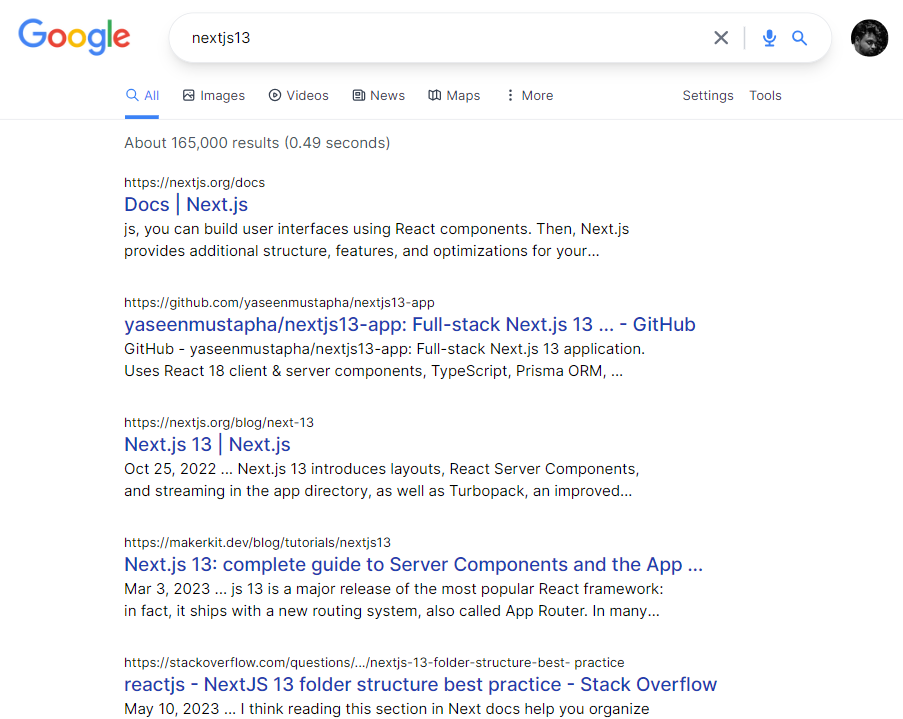 Google
nextjs13
All Images Videos News Maps More Settings Tools
About 165,000 results (0.49 seconds)
https://nextjs.org/docs
Docs | Next.js
js, you can build user interfaces using React components. Then, Next.js
provides additional structure, features, and optimizations for your...
https://github.com/yaseenmustapha/nextjs13-app
yaseenmustapha/nextjs13-app: Full-stack Next.js 13 ... - GitHub
GitHub - yaseenmustapha/nextjs13-app: Full-stack Next.js 13 application.
Uses React 18 client & server components, TypeScript, Prisma ORM, ...
https://nextjs.org/blog/next-13
Next.js 13 | Next.js
Oct 25, 2022 ... Next.js 13 introduces layouts, React Server Components,
and streaming in the app directory, as well as Turbopack, an improved...
https://makerkit.dev/blog/tutorials/nextjs13
Next.js 13: complete guide to Server Components and the App ...
Mar 3, 2023 ... js 13 is a major release of the most popular React framework:
in fact, it ships with a new routing system, also called App Router. In many...
https://stackoverflow.com/questions/.../nextjs-13-folder-structure-best- practice
reactjs - NextJS 13 folder structure best practice - Stack Overflow
May 10, 2023 ... I think reading this section in Next docs help you organize